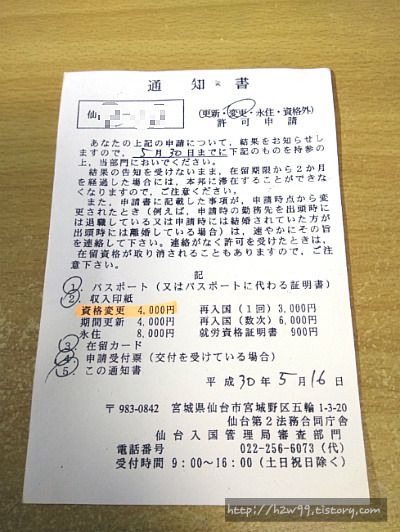 通知書
仙
(更新・変更・永住・資格外)
許可申請
あなたの上記の申請について,結果をお知らせし
ますので,5月30日までに下記のものを持参の
上,当部門においでください。
結果の告知を受けないまま,在留期限から2か月
を経過した場合には,本邦に滞在することができな
くなりますので,ご注意ください。
また,申請書に記載した事項が,申請時点から変
更されたとき(例えば,申請時の勤務先を出頭時に
は退職している又は申請時には結婚されていた方が
出頭時には離婚している場合)は,速やかにその旨
を連絡して下さい。連絡がなく許可を受けたときは,
在留資格が取り消されることもありますので,ご注
意下さい。
記
1. パスポート(又はパスポートに代わる証明書)
2. 収入印紙
資格変更 4,000円 再入国(1回)3,000円
期間更新 4,000円 再入国(数次)6,000円
永住 8,000円 就労資格証明書 900円
3 在留カード
4 申請受付票(交付を受けている場合)
5. この通知書
平成30年5月16日
〒983-0842 宮城県仙台市宮城野区五輪1-3-20
仙台第2法務合同庁舎
仙台入国管理局審査部門
電話番号 022-256-6073(代)
受付時間 9:00~16:00(土日祝日除く)
http://h2w99.tistory.com